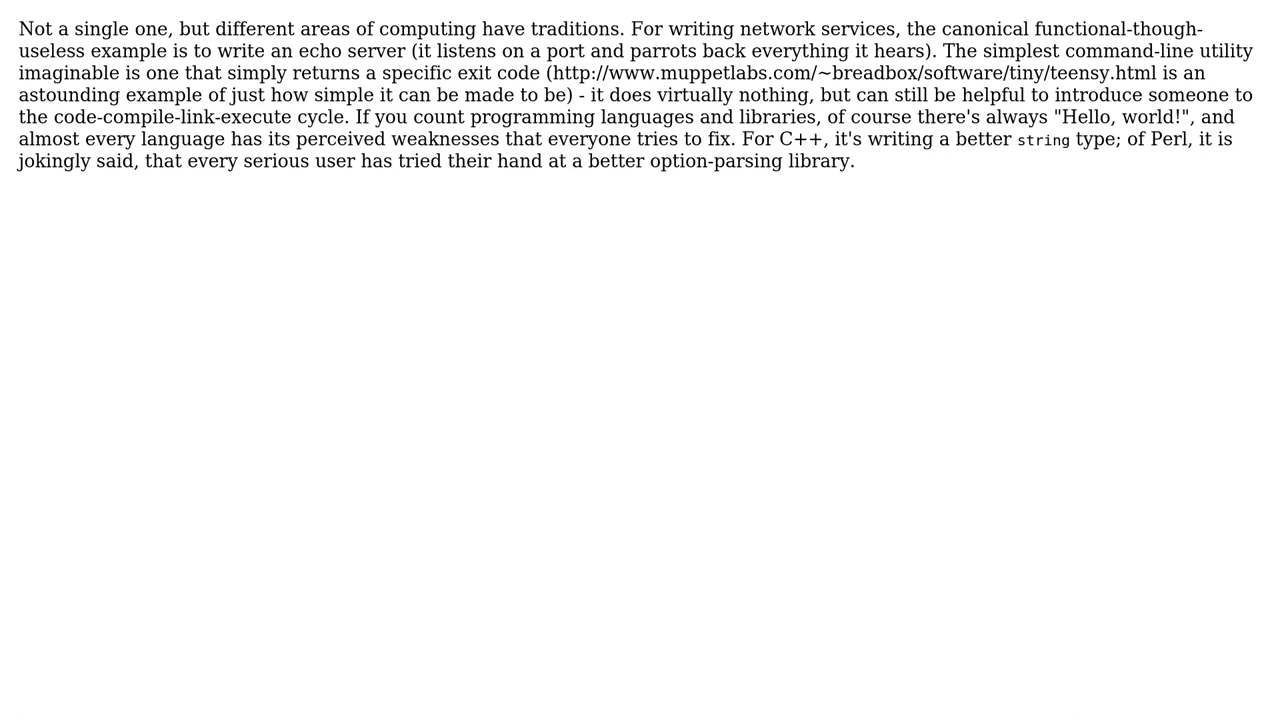 Not a single one, but different areas of computing have traditions. For writing network services, the canonical functional-though-
useless example is to write an echo server (it listens on a port and parrots back everything it hears). The simplest command-line utility
imaginable is one that simply returns a specific exit code (http://www.muppetlabs.com/~breadbox/software/tiny/teensy.html is an
astounding example of just how simple it can be made to be) - it does virtually nothing, but can still be helpful to introduce someone to
the code-compile-link-execute cycle. If you count programming languages and libraries, of course there's always "Hello, world!", and
almost every language has its perceived weaknesses that everyone tries to fix. For C++, it's writing a better string type; of Perl, it is
jokingly said, that every serious user has tried their hand at a better option-parsing library.